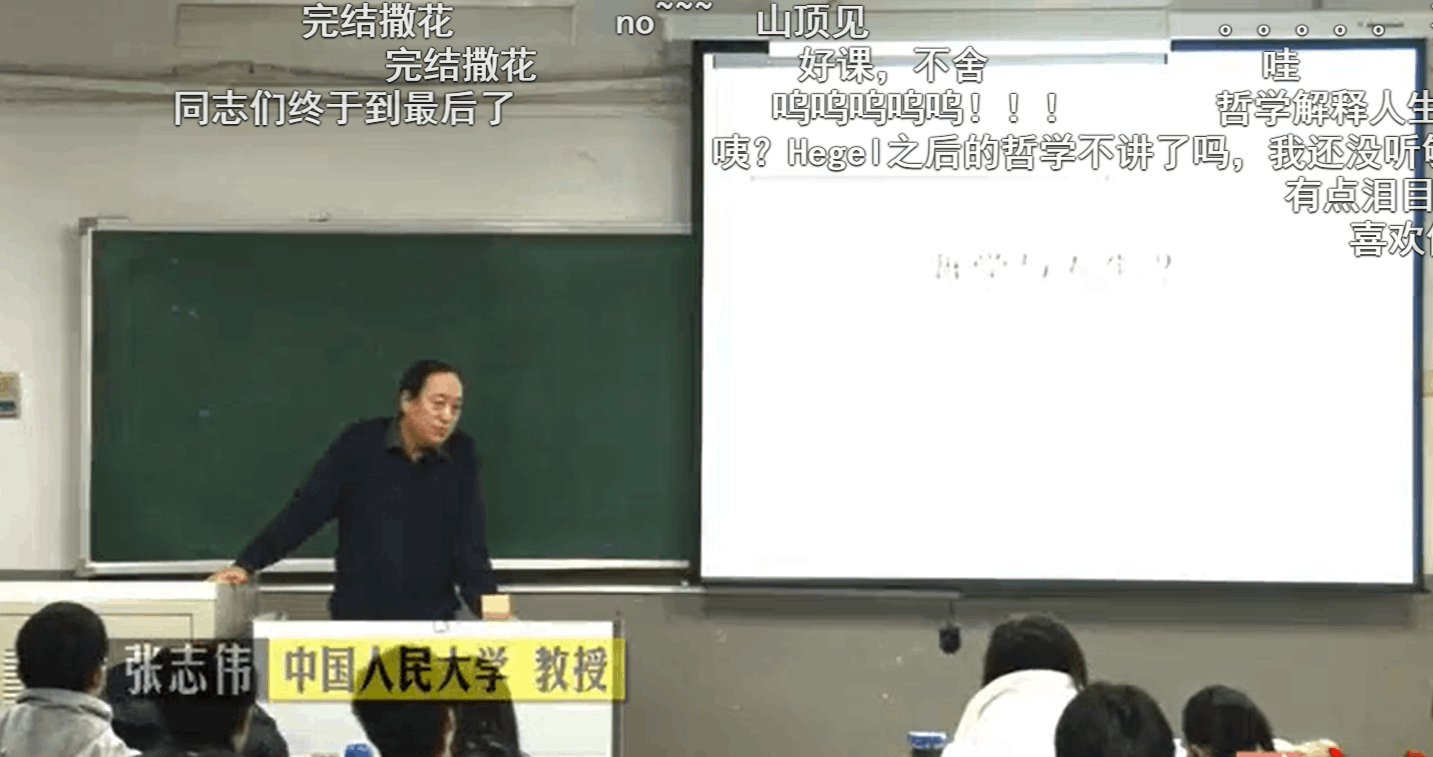 完结撒花
no~~~
山顶见
。。。。。
完结撒花
好课，不舍
哇
同志们终于到最后了
呜呜呜呜呜！！！
哲学解释人生
咦？Hegel之后的哲学不讲了吗，我还没听
有点泪目
喜欢
张志伟 中国人民大学 教授